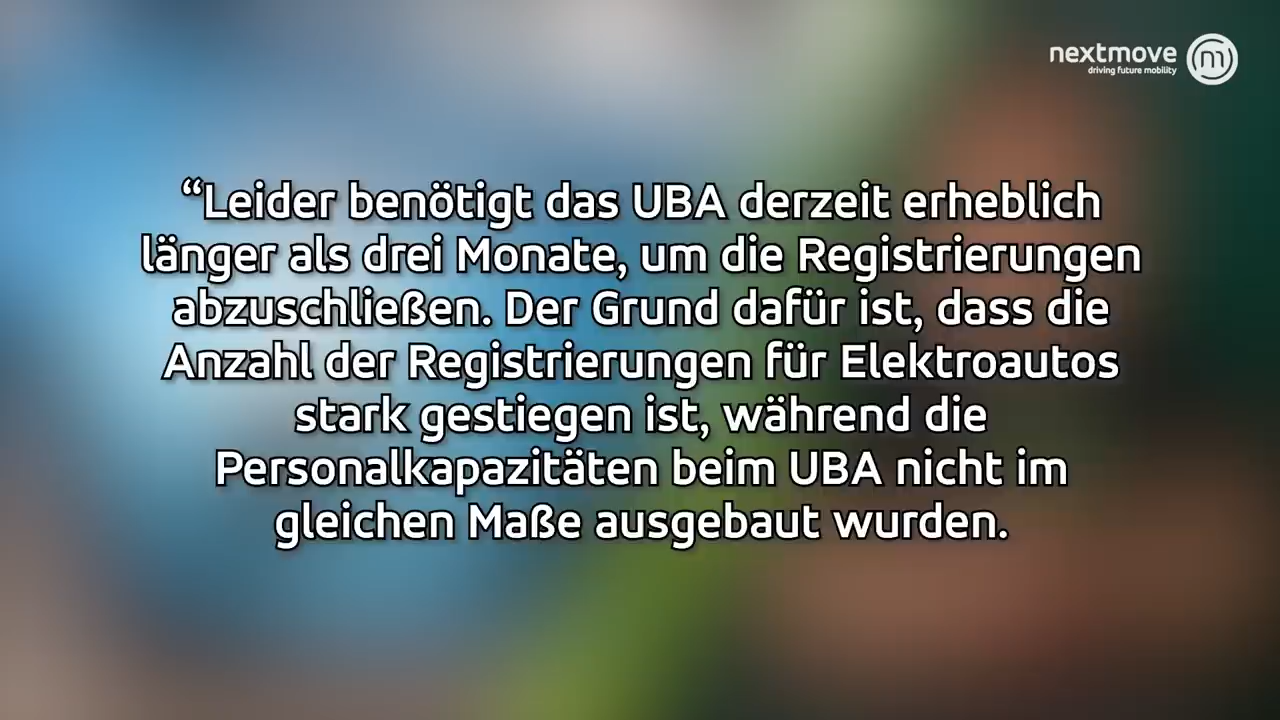 nextmove
driving future mobility
“Leider benötigt das UBA derzeit erheblich
länger als drei Monate, um die Registrierungen
abzuschließen. Der Grund dafür ist, dass die
Anzahl der Registrierungen für Elektroautos
stark gestiegen ist, während die
Personalkapazitäten beim UBA nicht im
gleichen Maße ausgebaut wurden.